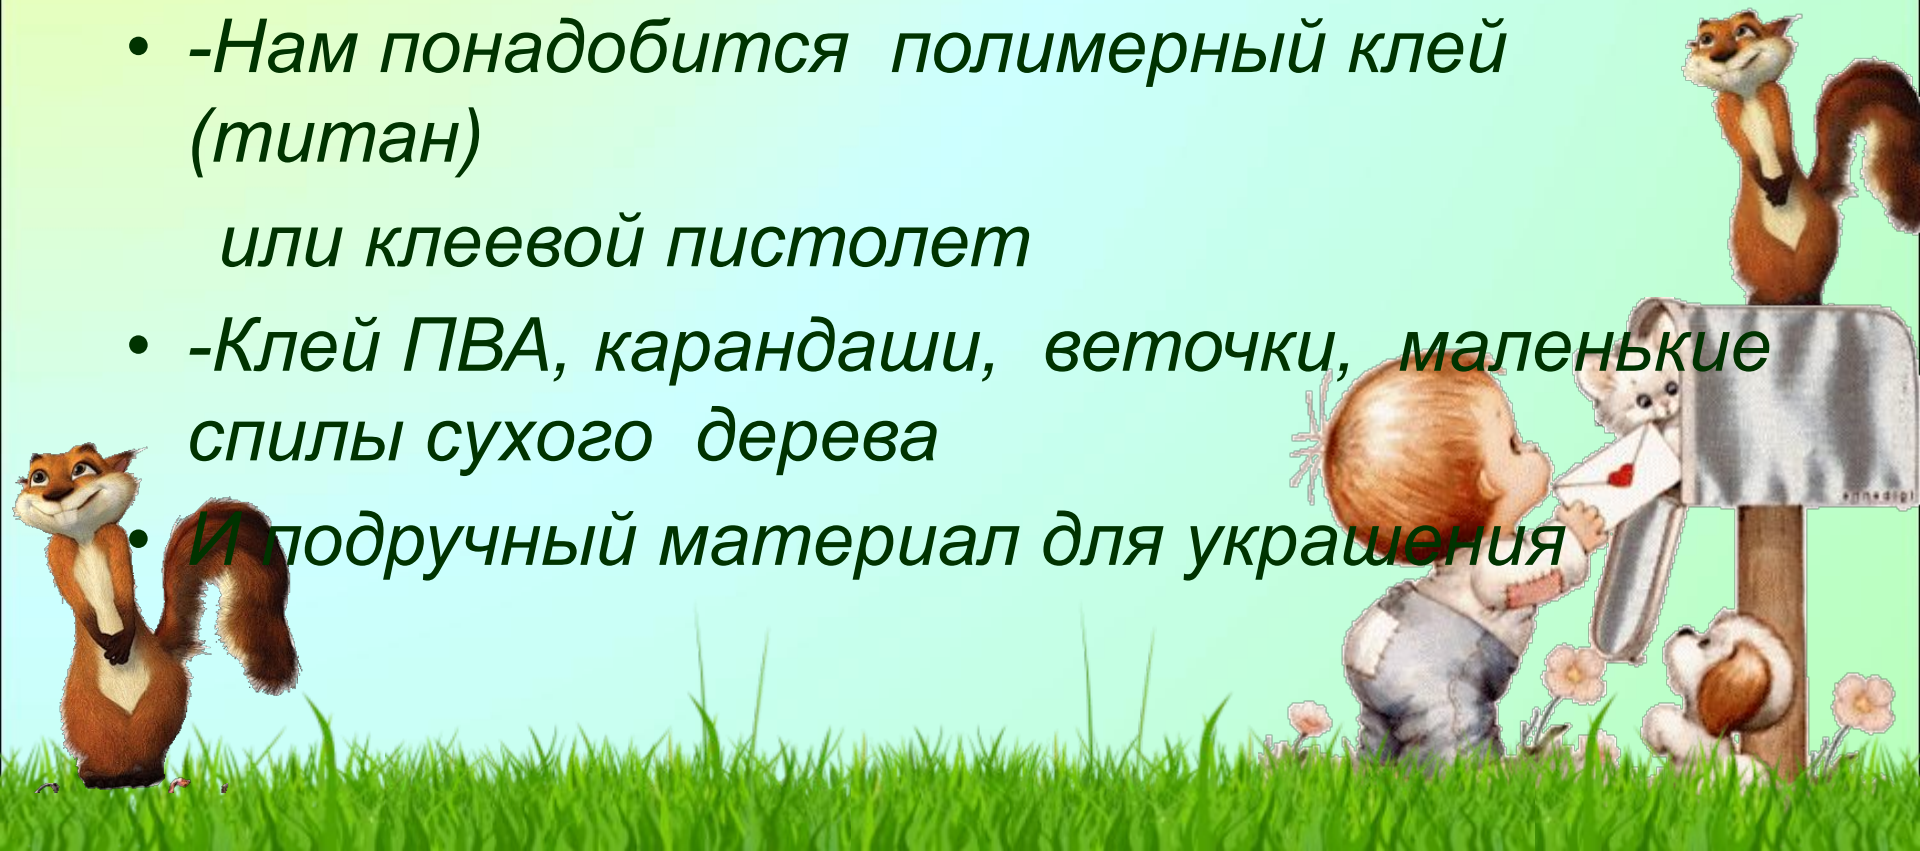 • -Нам понадобится полимерный клей
(титан)
или клеевой пистолет
• -Клей ПВА, карандаши, веточки, маленькие
спилы сухого дерева
• И подручный материал для украшения